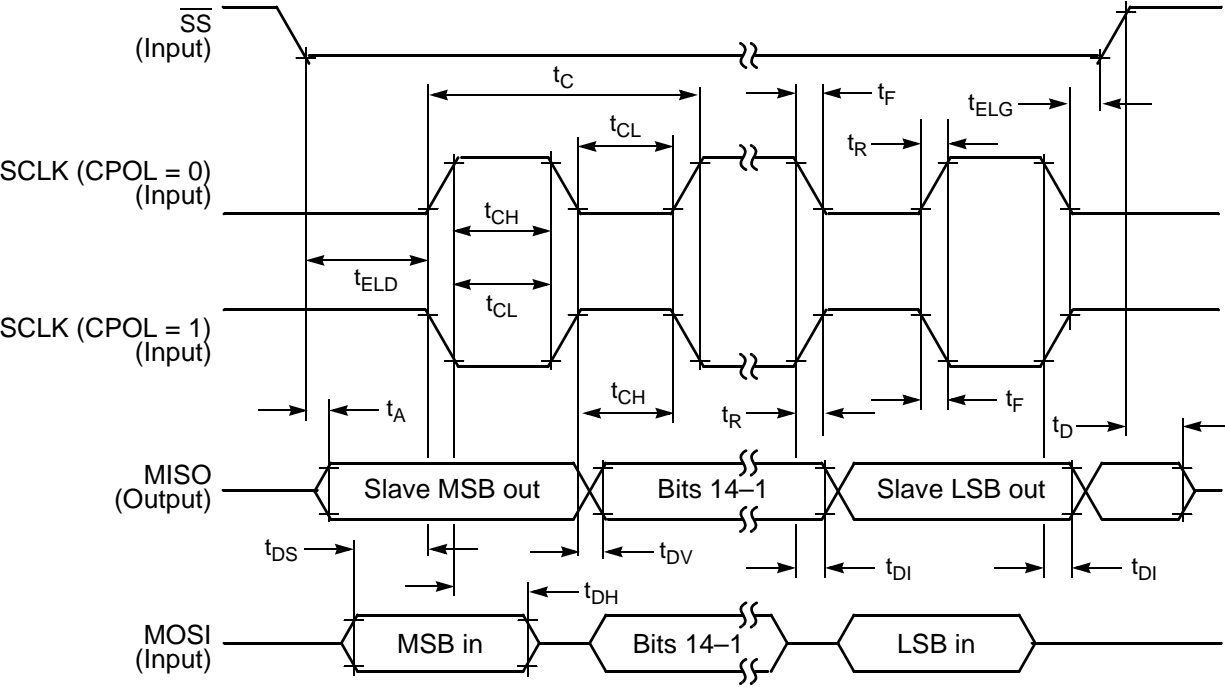 SS
(Input)
tC
tF
tELG
tCL
tR
SCLK (CPOL = 0)
(Input)
tCH
tELD
tCL
SCLK (CPOL = 1)
(Input)
tA
tCH
tR
tF
tD
MISO
(Output)
Slave MSB out
Bits 14–1
Slave LSB out
tDS
tDV
tDI
tDI
tDH
MOSI
(Input)
MSB in
Bits 14–1
LSB in